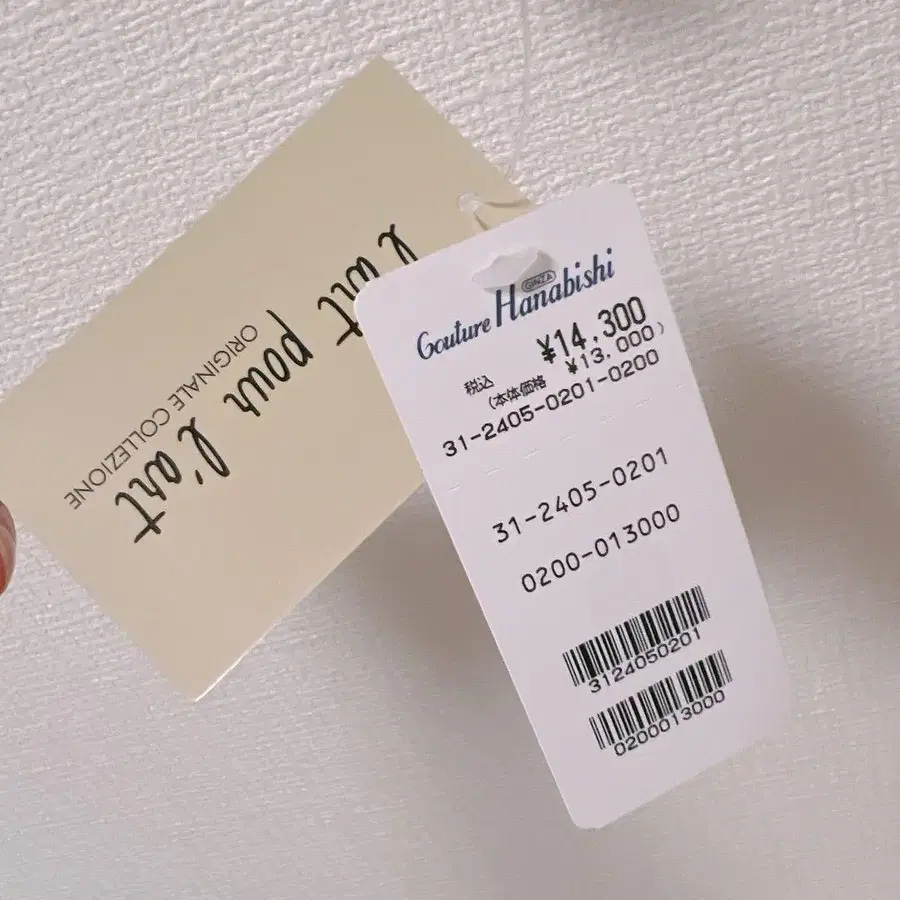 l'art pour l'art
ORIGINALE COLLEZIONE
GINZA
Couture Hanabishi
¥14,300
税込
(本体価格 ¥13,000)
31-2405-0201-0200
31-2405-0201
0200-013000
3124050201
0200013000